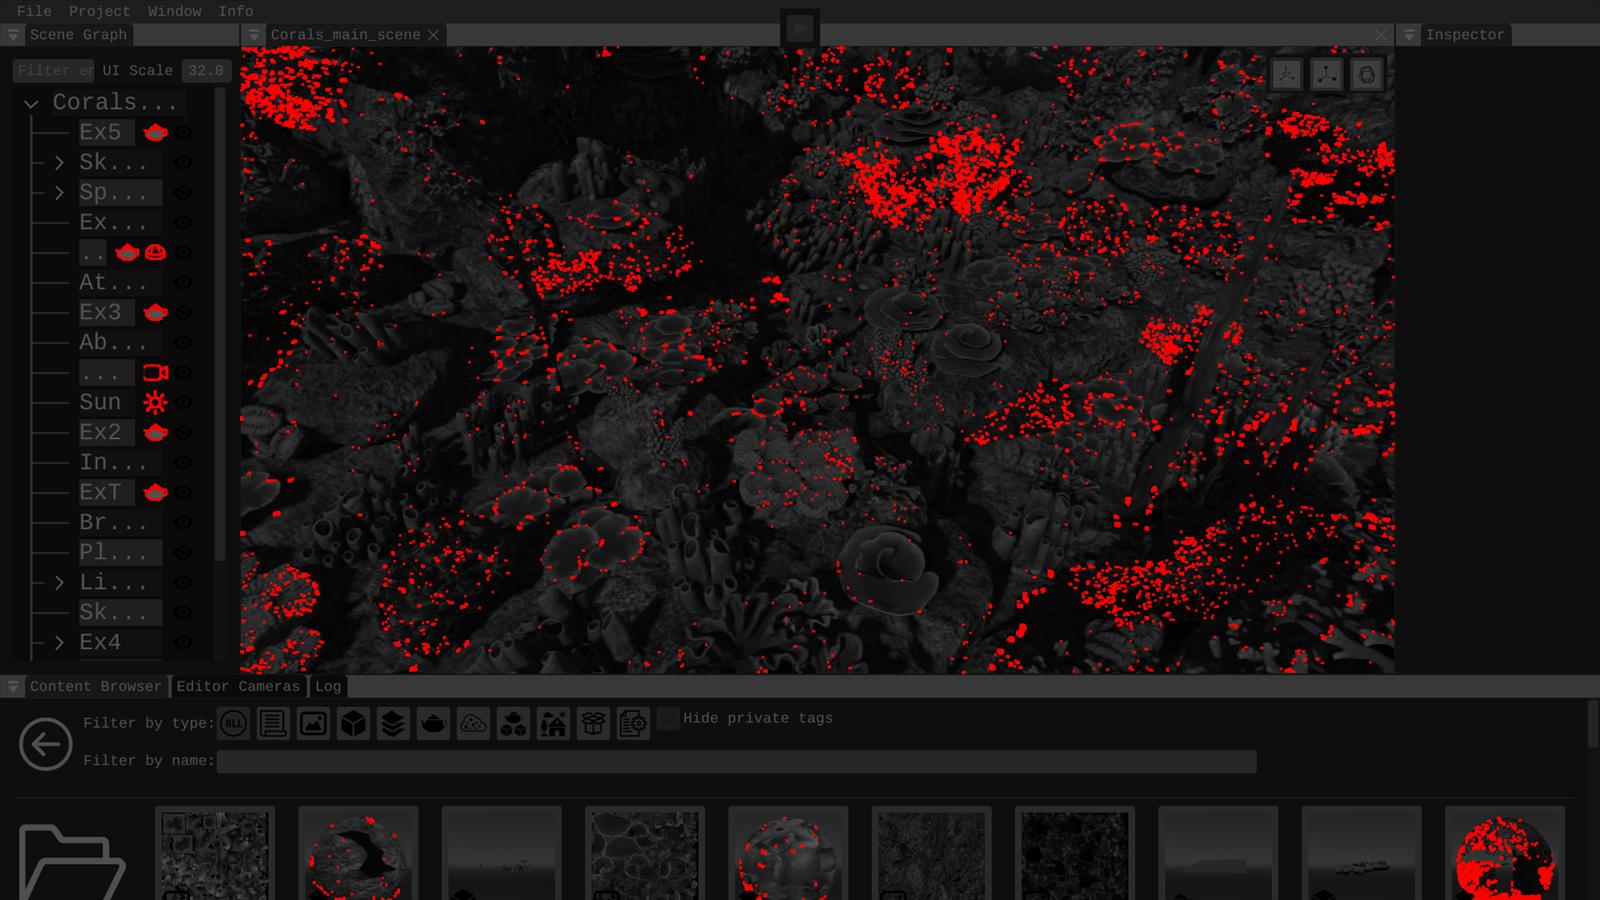 File Project Window Info
Scene Graph
Corals_main_scene
Inspector
Filter er
UI Scale 32.0
Corals...
Ex5
Sk...
Sp...
Ex...
..
At...
Ex3
Ab...
...
Sun
Ex2
In...
ExT
Br...
Pl...
Li...
Sk...
Ex4
Content Browser
Editor Cameras
Log
Filter by type:
ALL
Hide private tags
Filter by name: